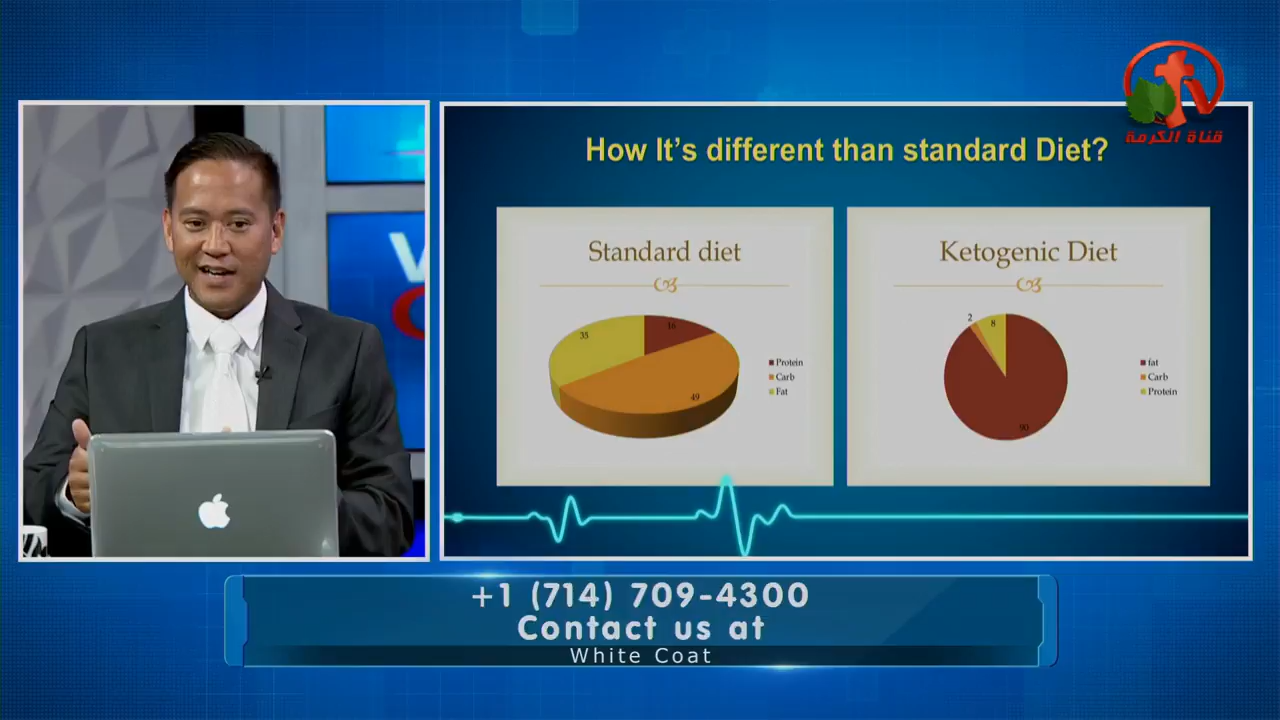 قناة الكرمة
How It's different than standard Diet?
Standard diet
35
16
49
Protein
Carb
Fat
Ketogenic Diet
2
8
90
fat
Carb
Protein
+1 (714) 709-4300
Contact us at
White Coat